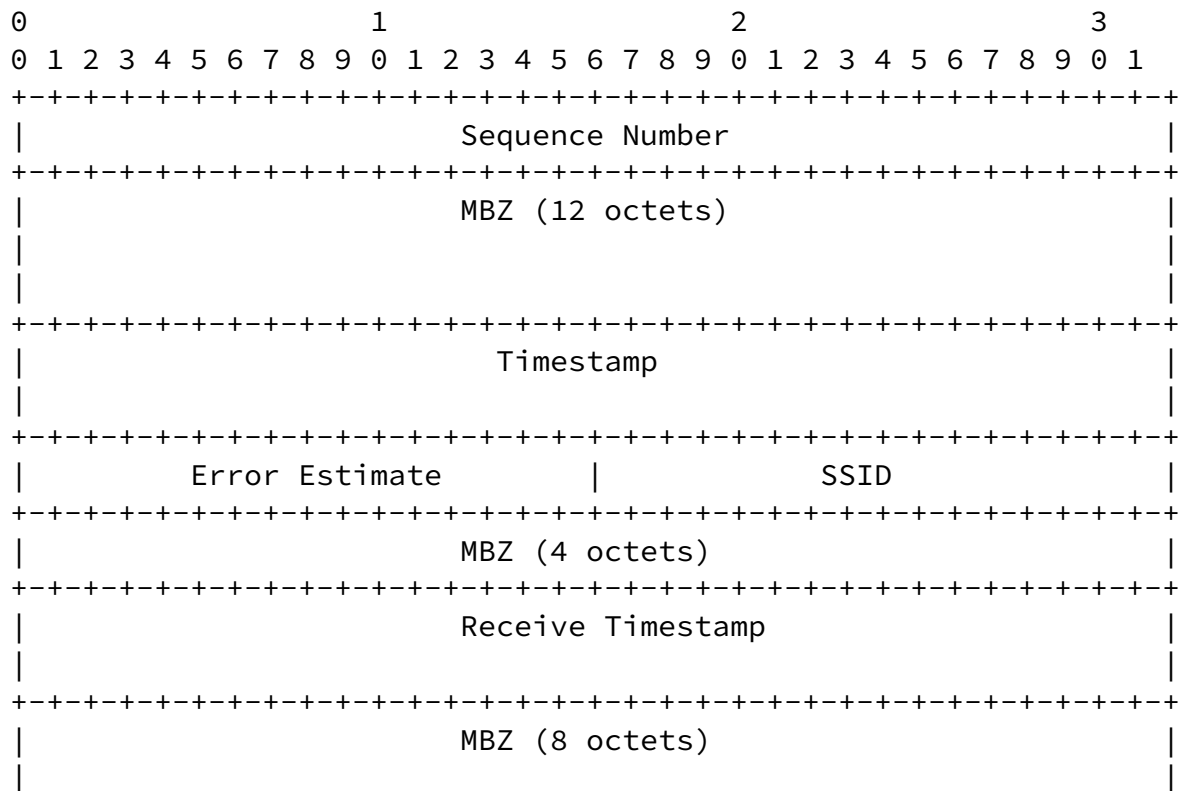 0                   1                   2                   3
0 1 2 3 4 5 6 7 8 9 0 1 2 3 4 5 6 7 8 9 0 1 2 3 4 5 6 7 8 9 0 1
+-+-+-+-+-+-+-+-+-+-+-+-+-+-+-+-+-+-+-+-+-+-+-+-+-+-+-+-+-+-+-+-+
|                        Sequence Number                        |
+-+-+-+-+-+-+-+-+-+-+-+-+-+-+-+-+-+-+-+-+-+-+-+-+-+-+-+-+-+-+-+-+
|                        MBZ (12 octets)                        |
|                                                               |
|                                                               |
+-+-+-+-+-+-+-+-+-+-+-+-+-+-+-+-+-+-+-+-+-+-+-+-+-+-+-+-+-+-+-+-+
|                          Timestamp                            |
|                                                               |
+-+-+-+-+-+-+-+-+-+-+-+-+-+-+-+-+-+-+-+-+-+-+-+-+-+-+-+-+-+-+-+-+
|         Error Estimate        |            SSID               |
+-+-+-+-+-+-+-+-+-+-+-+-+-+-+-+-+-+-+-+-+-+-+-+-+-+-+-+-+-+-+-+-+
|                        MBZ (4 octets)                         |
+-+-+-+-+-+-+-+-+-+-+-+-+-+-+-+-+-+-+-+-+-+-+-+-+-+-+-+-+-+-+-+-+
|                        Receive Timestamp                      |
|                                                               |
+-+-+-+-+-+-+-+-+-+-+-+-+-+-+-+-+-+-+-+-+-+-+-+-+-+-+-+-+-+-+-+-+
|                        MBZ (8 octets)                         |
|                                                               |